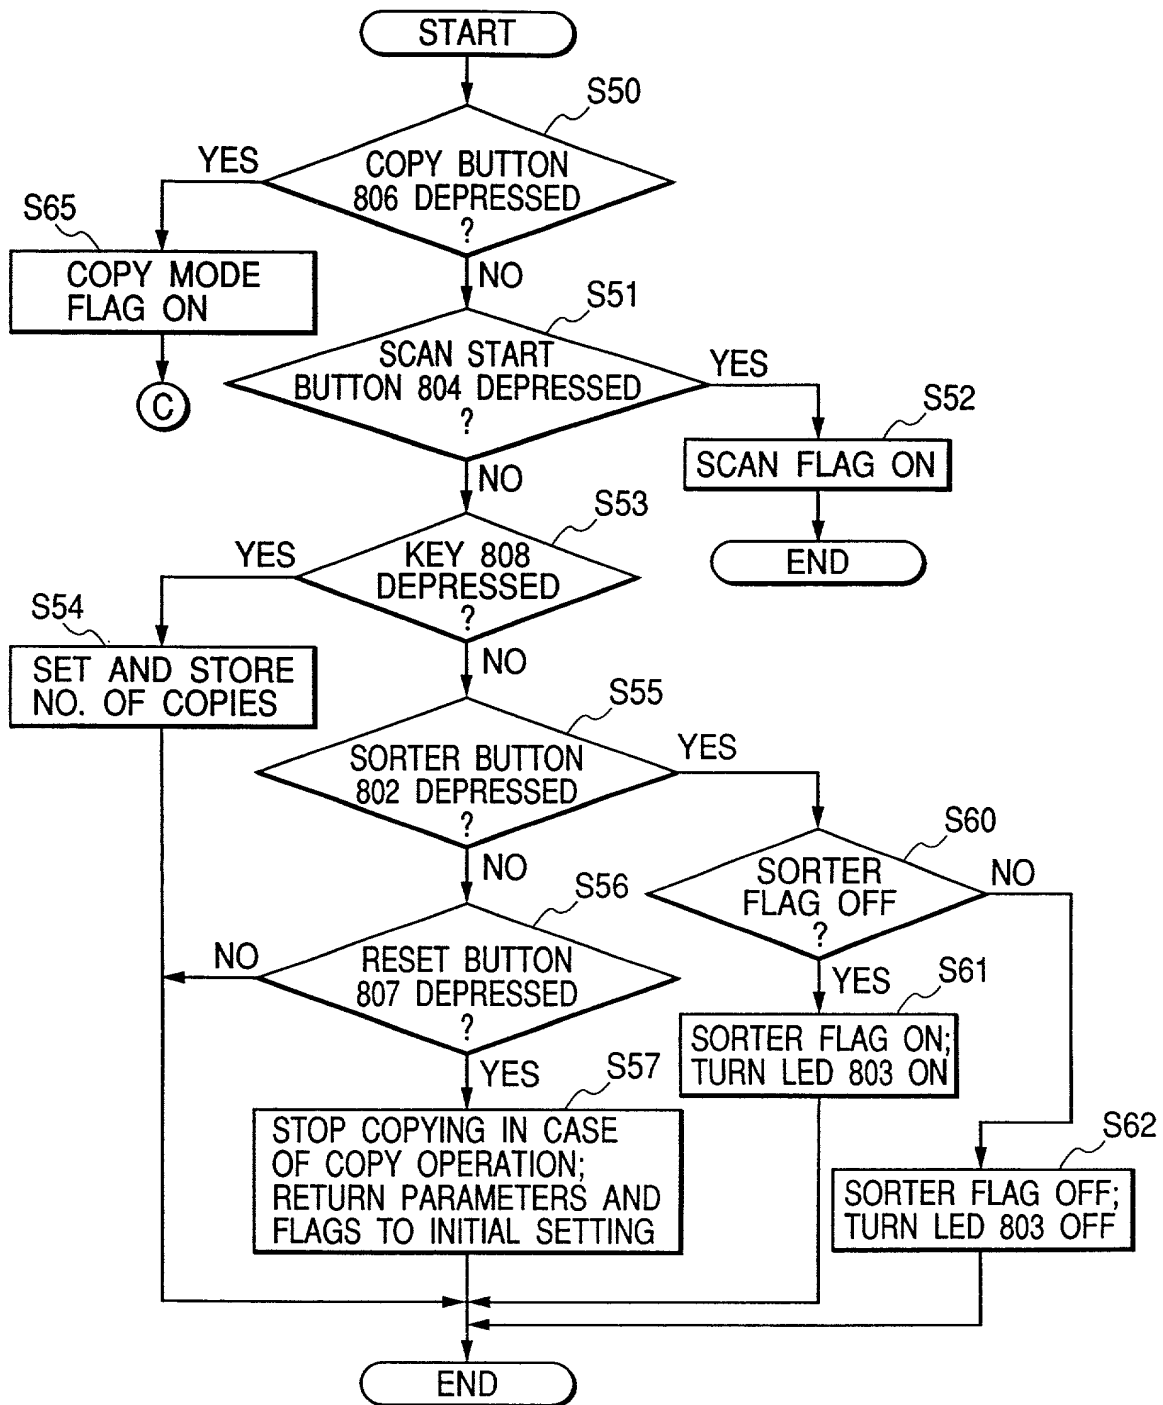 START
S50
COPY BUTTON
806 DEPRESSED
?
YES
NO
S65
COPY MODE
FLAG ON
C
S51
SCAN START
BUTTON 804 DEPRESSED
?
YES
NO
S52
SCAN FLAG ON
END
S53
KEY 808
DEPRESSED
?
YES
NO
S54
SET AND STORE
NO. OF COPIES
S55
SORTER BUTTON
802 DEPRESSED
?
YES
NO
S60
SORTER
FLAG OFF
?
NO
YES
S56
RESET BUTTON
807 DEPRESSED
?
NO
YES
S61
SORTER FLAG ON;
TURN LED 803 ON
S57
STOP COPYING IN CASE
OF COPY OPERATION;
RETURN PARAMETERS AND
FLAGS TO INITIAL SETTING
S62
SORTER FLAG OFF;
TURN LED 803 OFF
END